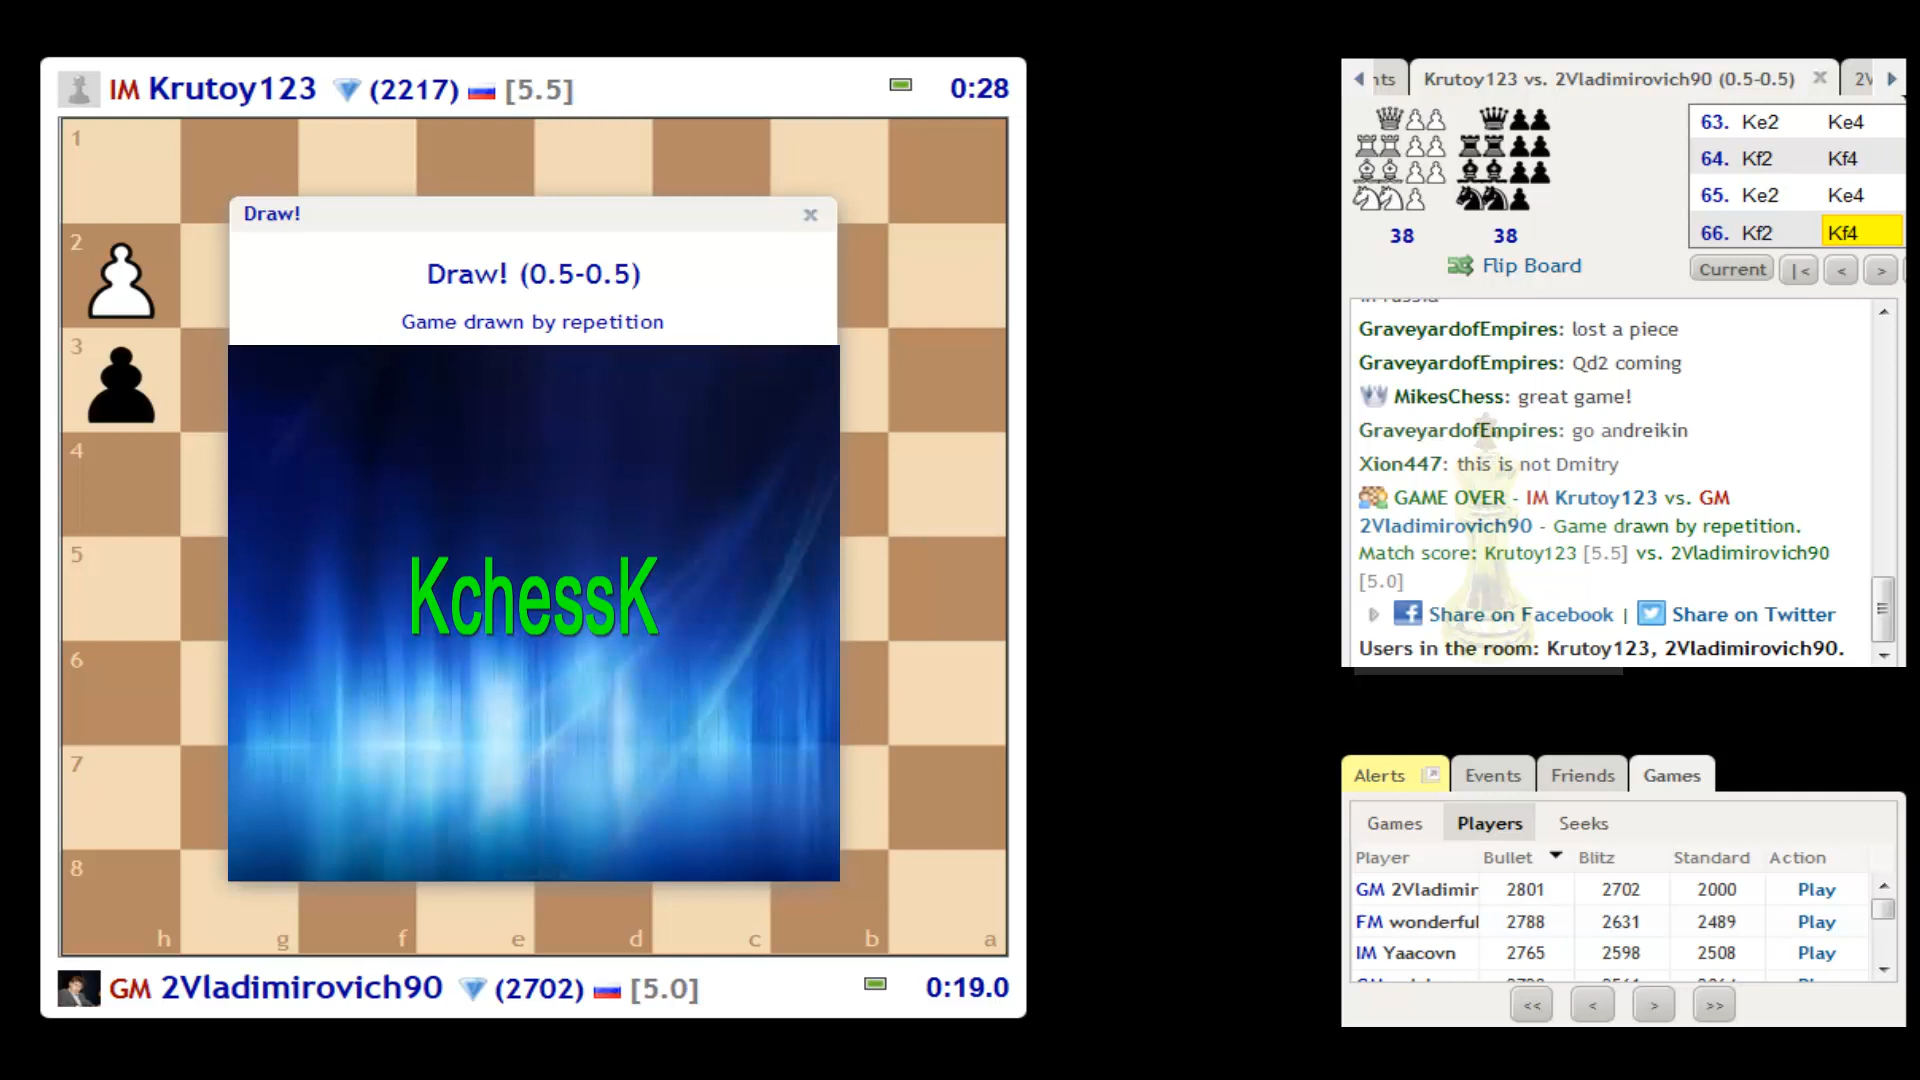 IM Krutoy123 (2217) [5.5] 0:28
1
2
3
4
5
6
7
8
h g f e d c b a
Draw!
Draw! (0.5-0.5)
Game drawn by repetition
KchessK
GM 2Vladimirovich90 (2702) [5.0] 0:19.0
Krutoy123 vs. 2Vladimirovich90 (0.5-0.5)
63. Ke2 Ke4
64. Kf2 Kf4
65. Ke2 Ke4
66. Kf2 Kf4
38 38
Flip Board
Current |< < >
GraveyardofEmpires: lost a piece
GraveyardofEmpires: Qd2 coming
MikesChess: great game!
GraveyardofEmpires: go andreikin
Xion447: this is not Dmitry
GAME OVER - IM Krutoy123 vs. GM
2Vladimirovich90 - Game drawn by repetition.
Match score: Krutoy123 [5.5] vs. 2Vladimirovich90
[5.0]
Share on Facebook | Share on Twitter
Users in the room: Krutoy123, 2Vladimirovich90.
Alerts Events Friends Games
Games Players Seeks
Player Bullet Blitz Standard Action
GM 2Vladimir 2801 2702 2000 Play
FM wonderful 2788 2631 2489 Play
IM Yaacovn 2765 2598 2508 Play
<< < > >>